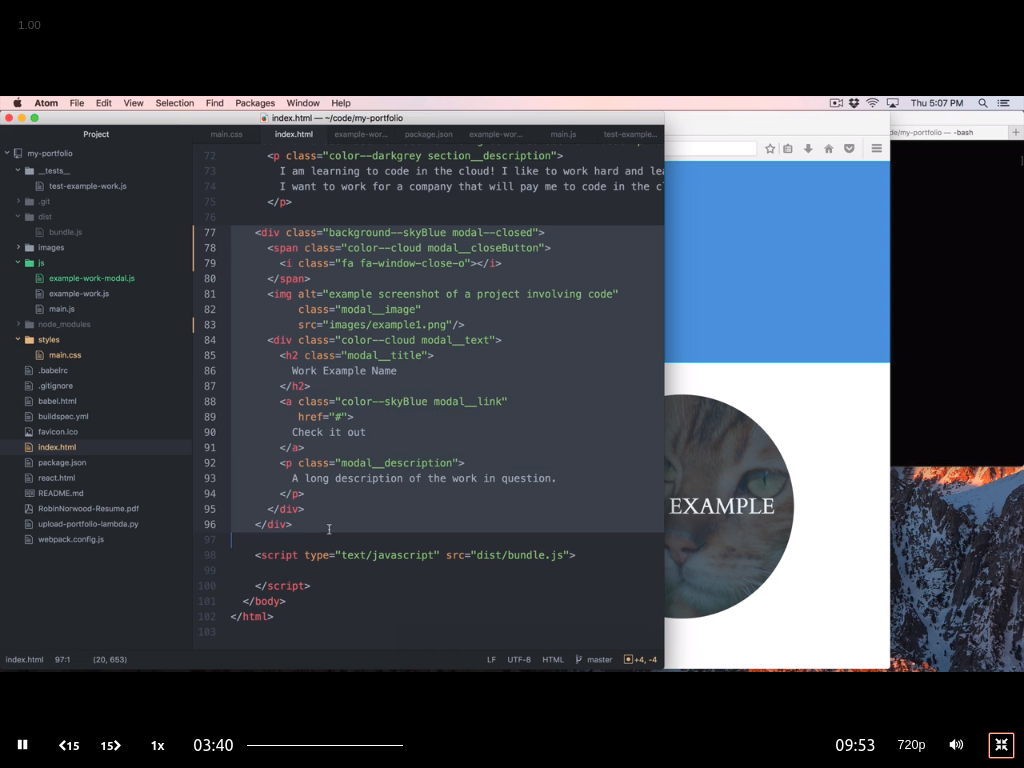 1.00
Atom File Edit View Selection Find Packages Window Help
Thu 5:07 PM
index.html — ~/code/my-portfolio
de/my-portfolio — -bash
Project
main.css index.html example-wor... package.json example-wor... main.js test-example...
my-portfolio
__tests__
test-example-work.js
.git
dist
bundle.js
images
js
example-work-modal.js
example-work.js
main.js
node_modules
styles
main.css
.babelrc
.gitignore
babel.html
buildspec.yml
favicon.ico
index.html
package.json
react.html
README.md
RobinNorwood-Resume.pdf
upload-portfolio-lambda.py
webpack.config.js
72 <p class="color--darkgrey section__description">
73 I am learning to code in the cloud! I like to work hard and lea
74 I want to work for a company that will pay me to code in the c
75 </p>
76
77 <div class="background--skyBlue modal--closed">
78 <span class="color--cloud modal__closeButton">
79 <i class="fa fa-window-close-o"></i>
80 </span>
81 <img alt="example screenshot of a project involving code"
82 class="modal__image"
83 src="images/example1.png"/>
84 <div class="color--cloud modal__text">
85 <h2 class="modal__title">
86 Work Example Name
87 </h2>
88 <a class="color--skyBlue modal__link"
89 href="#">
90 Check it out
91 </a>
92 <p class="modal__description">
93 A long description of the work in question.
94 </p>
95 </div>
96 </div>
97
98 <script type="text/javascript" src="dist/bundle.js">
99
100 </script>
101 </body>
102 </html>
103
EXAMPLE
index.html 97:1 (20, 653) LF UTF-8 HTML master +4, -4
15 15 1x 03:40 09:53 720p